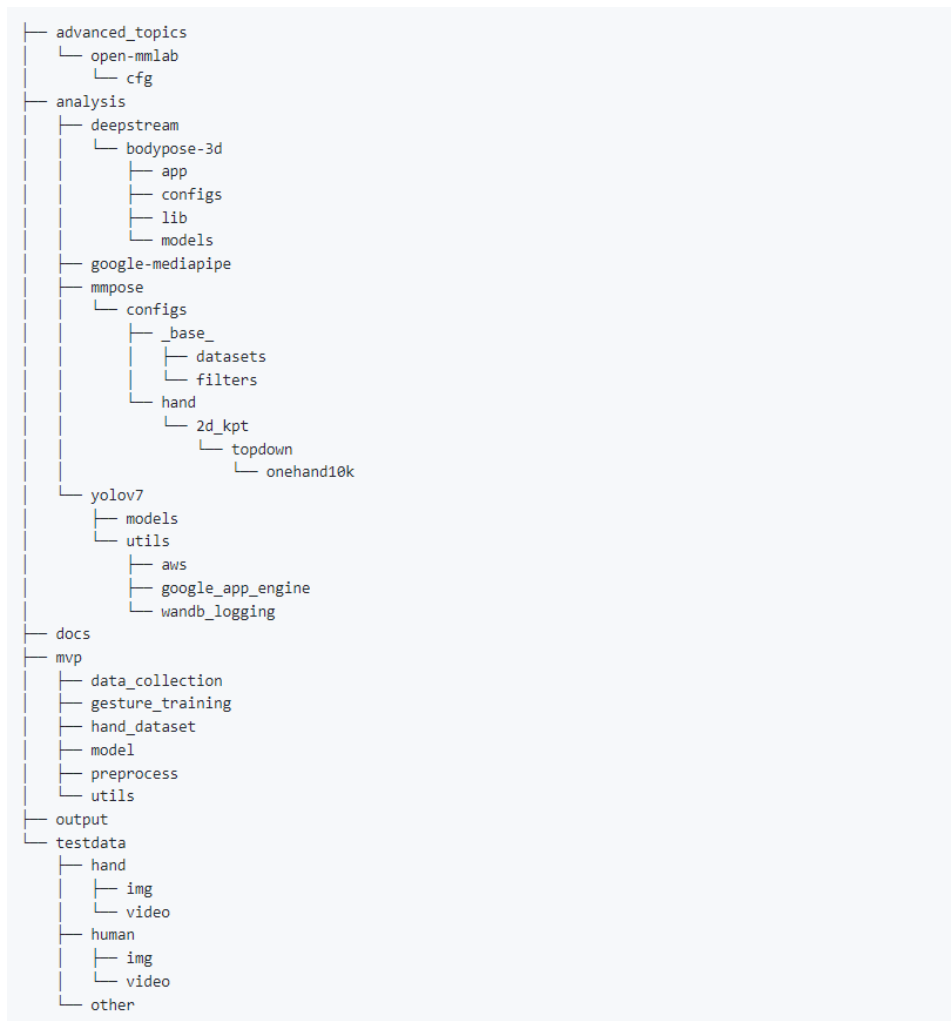 ├── advanced_topics
│   └── open-mmlab
│       └── cfg
├── analysis
│   ├── deepstream
│   │   └── bodypose-3d
│   │       ├── app
│   │       ├── configs
│   │       ├── lib
│   │       └── models
│   ├── google-mediapipe
│   ├── mmpose
│   │   └── configs
│   │       ├── _base_
│   │       │   ├── datasets
│   │       │   └── filters
│   │       └── hand
│   │           └── 2d_kpt
│   │               └── topdown
│   │                   └── onehand10k
│   └── yolov7
│       ├── models
│       └── utils
│           ├── aws
│           ├── google_app_engine
│           └── wandb_logging
├── docs
├── mvp
│   ├── data_collection
│   ├── gesture_training
│   ├── hand_dataset
│   ├── model
│   ├── preprocess
│   └── utils
├── output
└── testdata
    ├── hand
    │   ├── img
    │   └── video
    ├── human
    │   ├── img
    │   └── video
    └── other